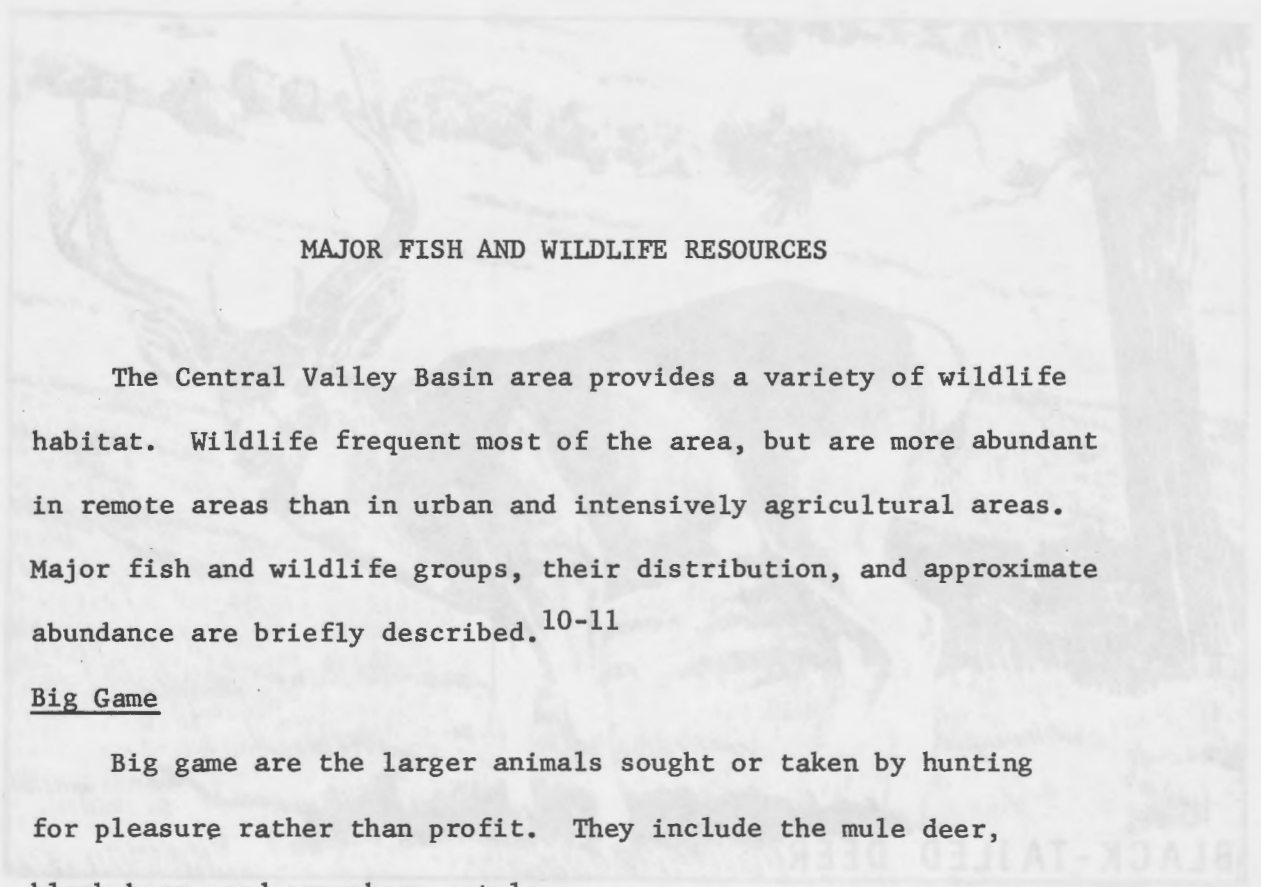 MAJOR FISH AND WILDLIFE RESOURCES
The Central Valley Basin area provides a variety of wildlife
habitat. Wildlife frequent most of the area, but are more abundant
in remote areas than in urban and intensively agricultural areas.
Major fish and wildlife groups, their distribution, and approximate
abundance are briefly described.10-11
Big Game
Big game are the larger animals sought or taken by hunting
for pleasure rather than profit. They include the mule deer,
BLACK-TAILED DEER